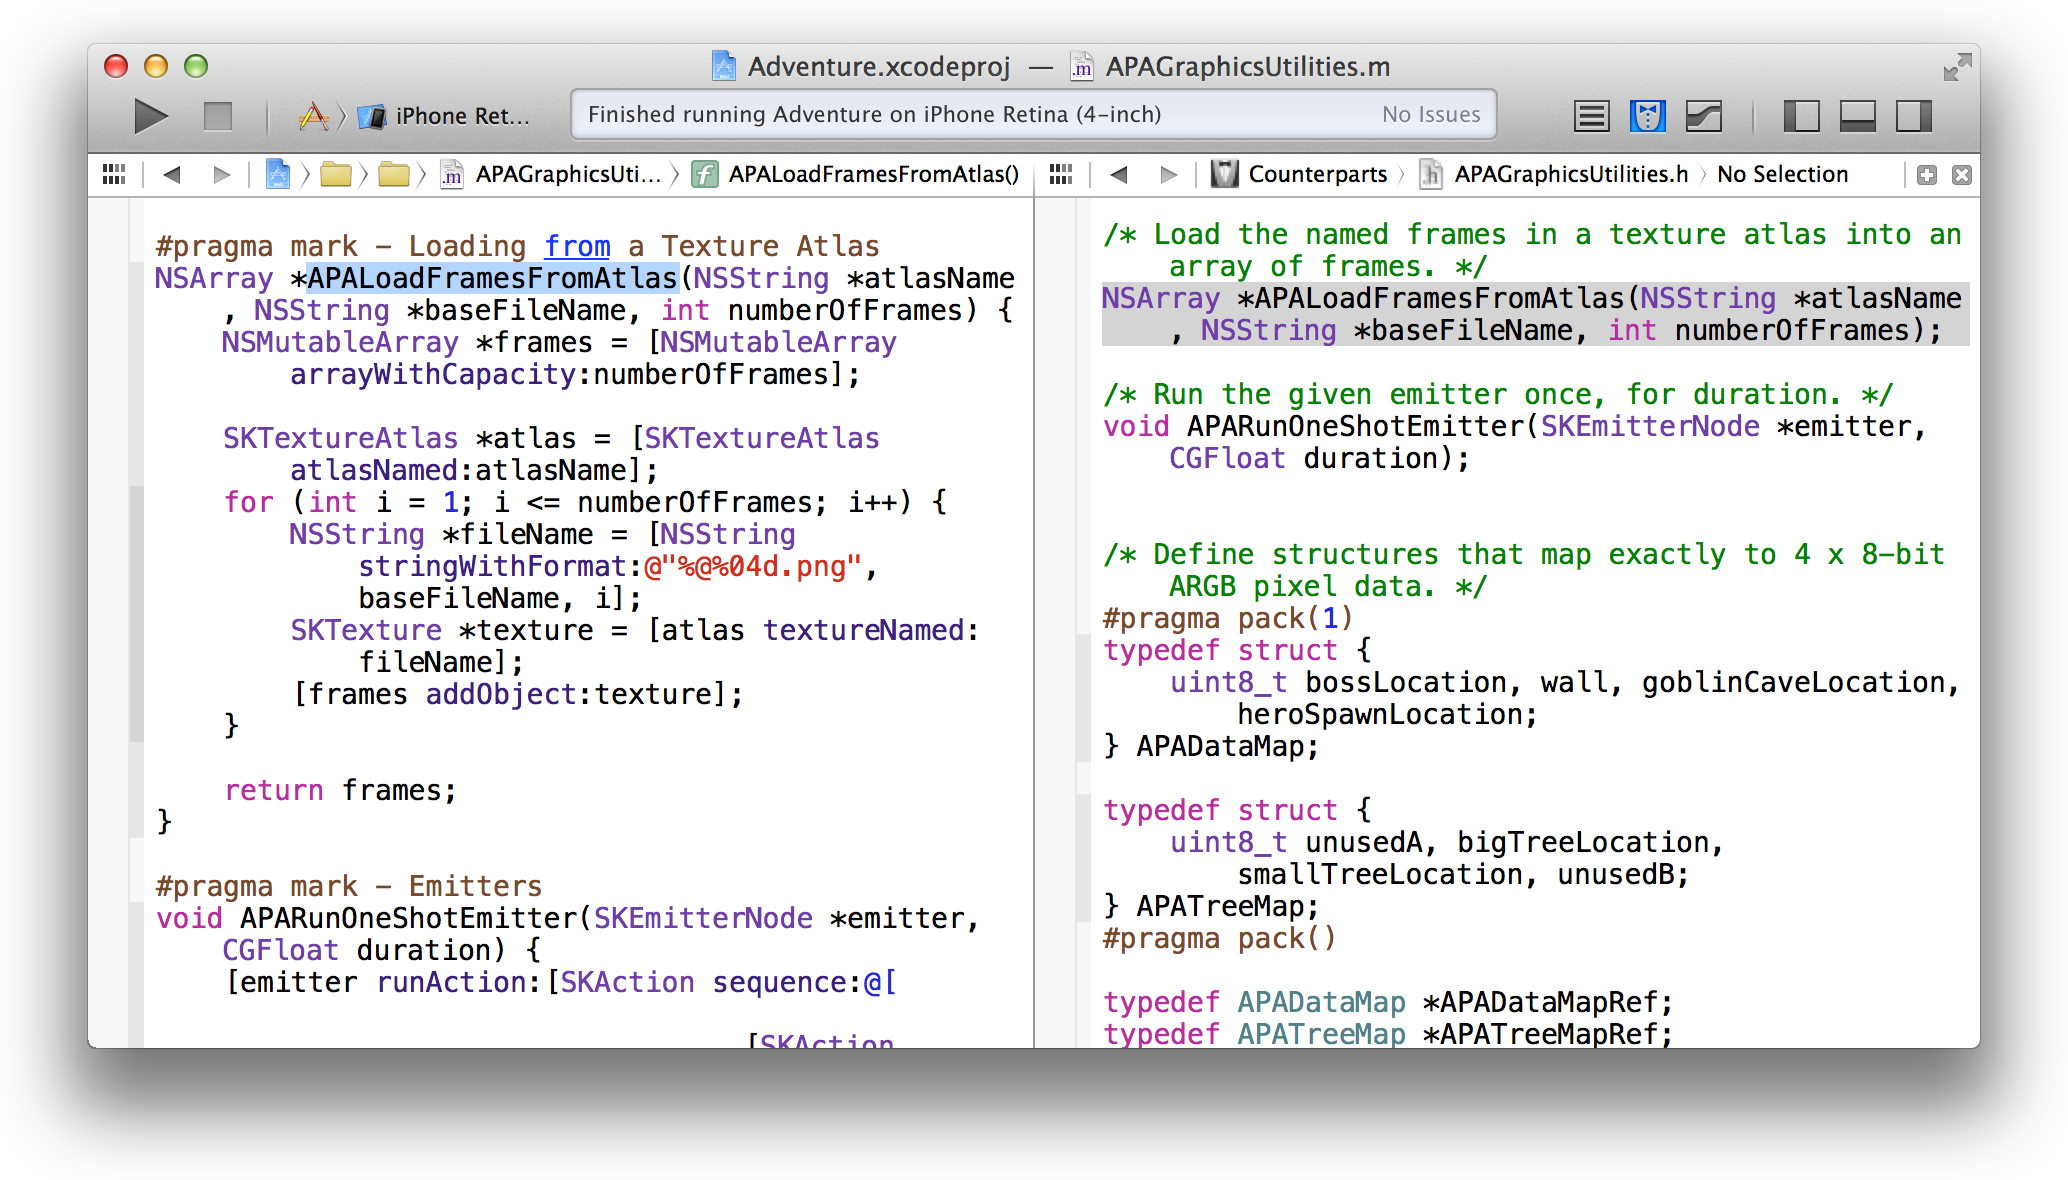 Adventure.xcodeproj — APAGraphicsUtilities.m
iPhone Ret...
Finished running Adventure on iPhone Retina (4-inch)
No Issues
APAGraphicsUti...
APALoadFramesFromAtlas()
Counterparts
APAGraphicsUtilities.h
No Selection
#pragma mark - Loading from a Texture Atlas
NSArray *APALoadFramesFromAtlas(NSString *atlasName
, NSString *baseFileName, int numberOfFrames) {
NSMutableArray *frames = [NSMutableArray
arrayWithCapacity:numberOfFrames];
SKTextureAtlas *atlas = [SKTextureAtlas
atlasNamed:atlasName];
for (int i = 1; i <= numberOfFrames; i++) {
NSString *fileName = [NSString
stringWithFormat:@"%@%04d.png",
baseFileName, i];
SKTexture *texture = [atlas textureNamed:
fileName];
[frames addObject:texture];
}
return frames;
}
#pragma mark - Emitters
void APARunOneShotEmitter(SKEmitterNode *emitter,
CGFloat duration) {
[emitter runAction:[SKAction sequence:@[
[SKAction
/* Load the named frames in a texture atlas into an
array of frames. */
NSArray *APALoadFramesFromAtlas(NSString *atlasName
, NSString *baseFileName, int numberOfFrames);
/* Run the given emitter once, for duration. */
void APARunOneShotEmitter(SKEmitterNode *emitter,
CGFloat duration);
/* Define structures that map exactly to 4 x 8-bit
ARGB pixel data. */
#pragma pack(1)
typedef struct {
uint8_t bossLocation, wall, goblinCaveLocation,
heroSpawnLocation;
} APADataMap;
typedef struct {
uint8_t unusedA, bigTreeLocation,
smallTreeLocation, unusedB;
} APATreeMap;
#pragma pack()
typedef APADataMap *APADataMapRef;
typedef APATreeMap *APATreeMapRef;